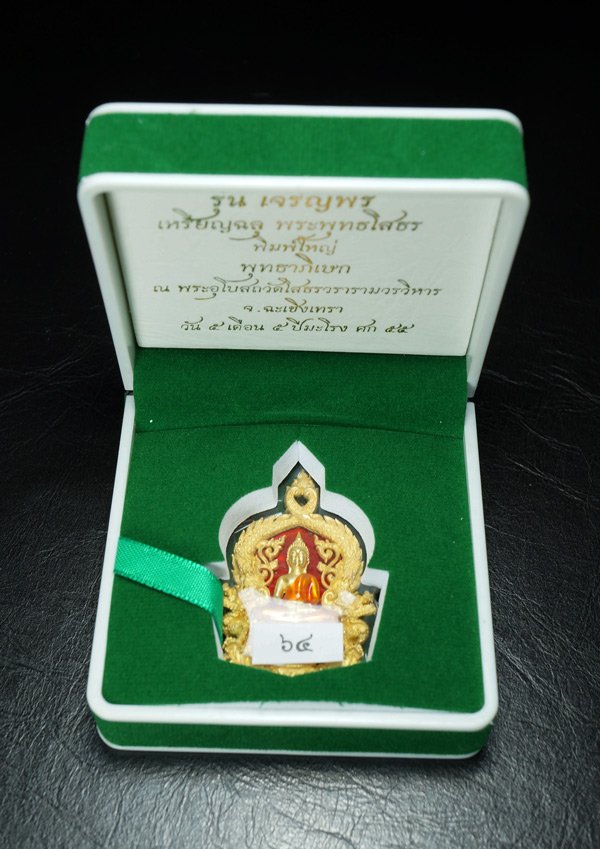 รุ่น เจริญพร
เหรียญฉลุ พระพุทธโสธร
พิมพ์ใหญ่
พุทธาภิเษก
ณ พระอุโบสถวัดโสธรวรารามวรวิหาร
จ.ฉะเชิงเทรา
วัน ๕ เดือน ๕ ปีมะโรง ศก ๕๕
๖๔